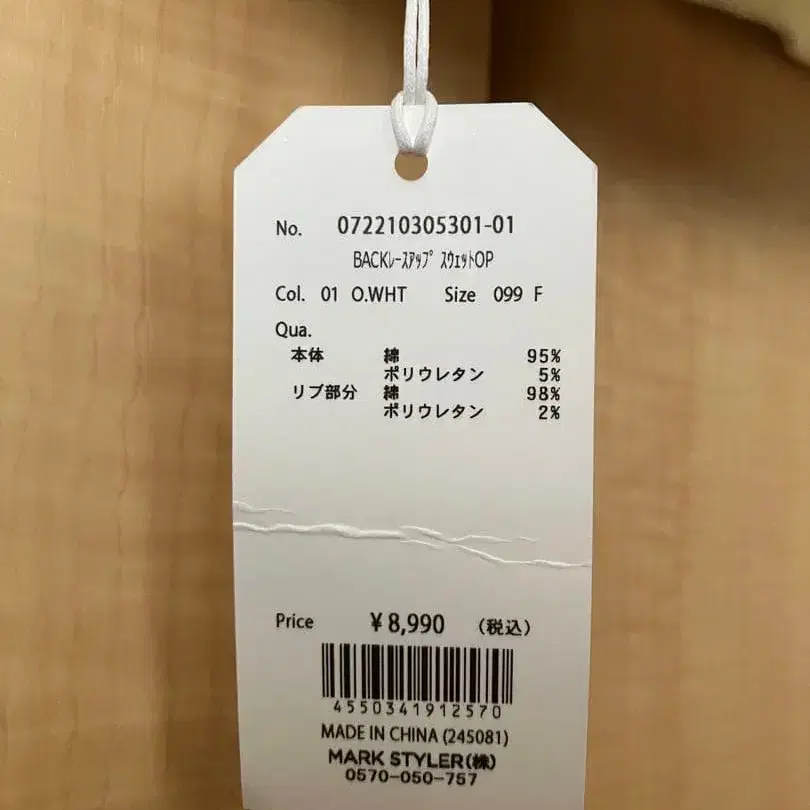 No. 072210305301-01
BACKﾚｰｽｱｯﾌﾟ ｽｳｪｯﾄOP
Col. 01 O.WHT Size 099 F
Qua.
本体 綿 95%
ポリウレタン 5%
リブ部分 綿 98%
ポリウレタン 2%
Price ¥8,990 (税込)
4550341912570
MADE IN CHINA (245081)
MARK STYLER(株)
0570-050-757